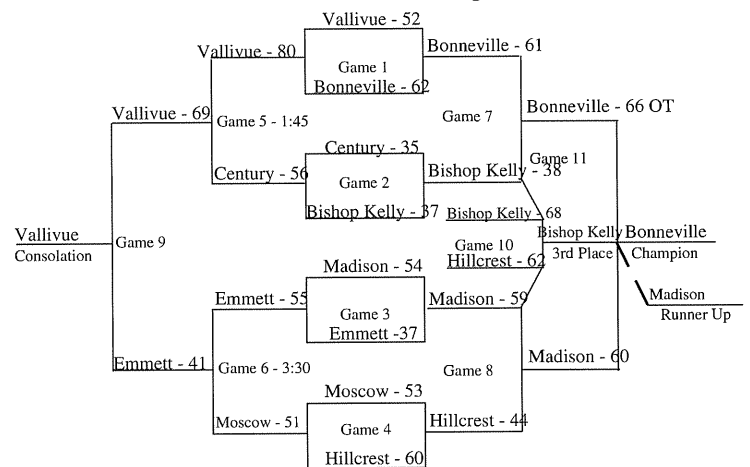 Vallivue - 52
Vallivue - 80
Game 1
Bonneville - 61
Bonneville - 62
Vallivue - 69
Game 5 - 1:45
Game 7
Bonneville - 66 OT
Century - 35
Game 11
Century - 56
Game 2
Bishop Kelly - 38
Bishop Kelly - 37
Bishop Kelly - 68
Vallivue
Game 9
Consolation
Game 10
Hillcrest - 62
Bishop Kelly
3rd Place
Bonneville
Champion
Madison - 54
Emmett - 55
Game 3
Madison - 59
Emmett -37
Madison
Runner Up
Emmett - 41
Game 6 - 3:30
Game 8
Madison - 60
Moscow - 53
Moscow - 51
Game 4
Hillcrest - 44
Hillcrest - 60